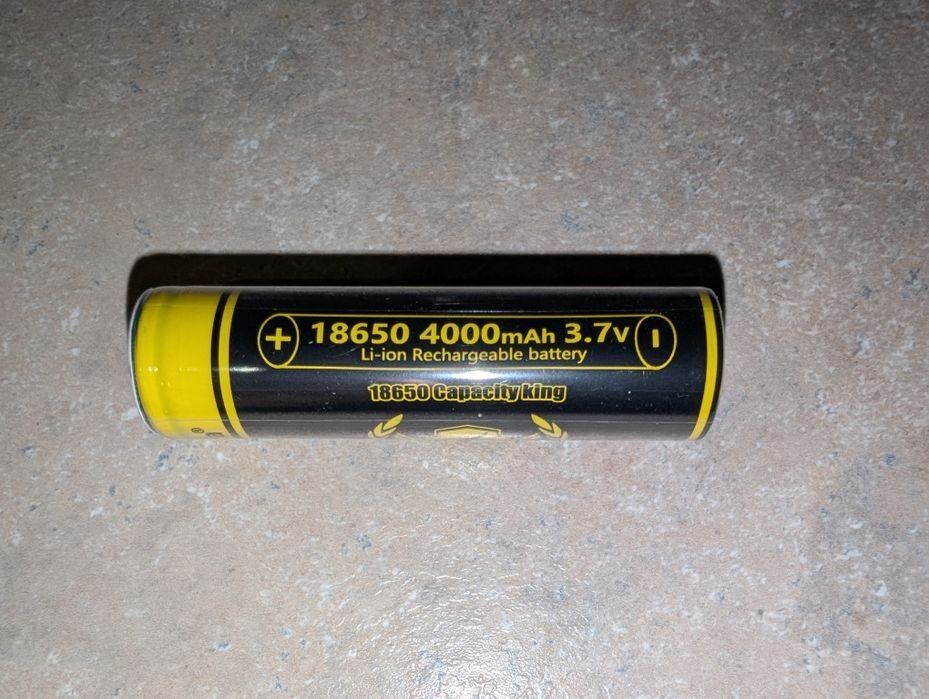 + 18650 4000mAh 3.7v -
Li-ion Rechargeable battery
18650 Capacity King
®